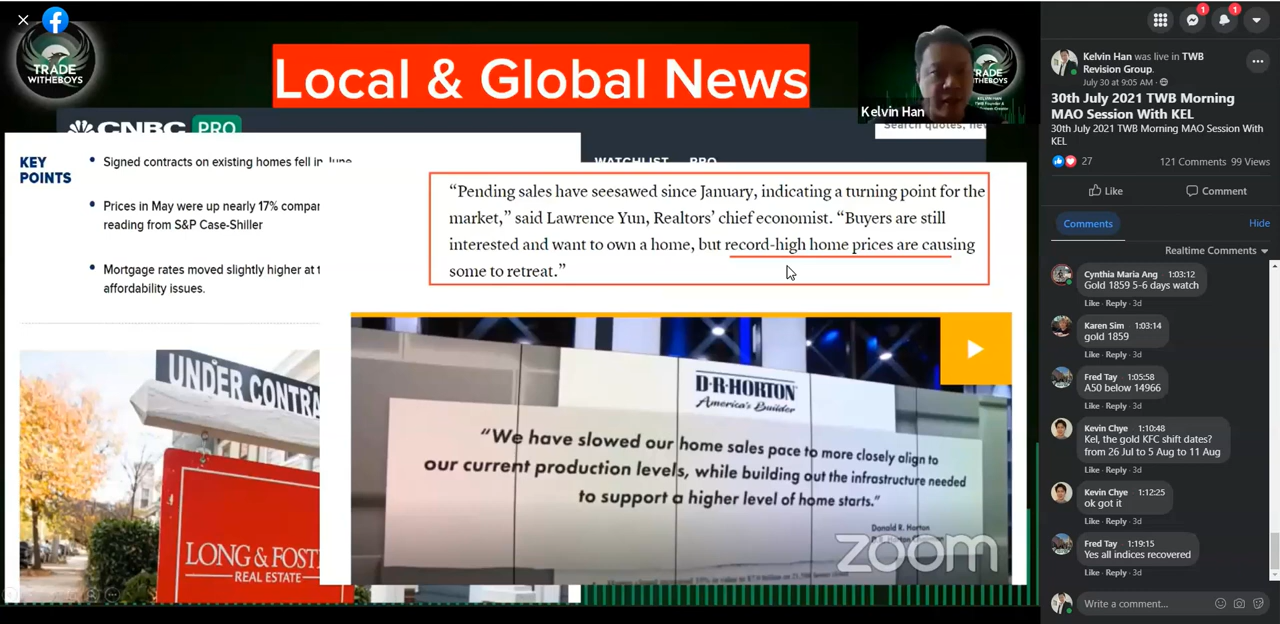 TRADE
WITHEBOYS
Local & Global News
Kelvin Han
CNBC PRO
Search quotes,
WATCHLIST PRO
KEY
POINTS
Signed contracts on existing homes fell in June
Prices in May were up nearly 17%
reading from S&P Case-Shiller
Mortgage rates moved slightly higher at
affordability issues.
“Pending sales have seesawed since January, indicating a turning point for the
market,” said Lawrence Yun, Realtors’ chief economist. “Buyers are still
interested and want to own a home, but record-high home prices are causing
some to retreat.”
UNDER
LONG & FOST
REAL ESTATE
D·R·HORTON
America's Builder
“We have slowed our home sales pace to more closely align to
our current production levels, while building out the infrastructure needed
to support a higher level of home starts.”
Donald R. Horton
zoom
1
1
Kelvin Han was live in TWB
Revision Group.
July 30 at 9:05 AM ·
30th July 2021 TWB Morning
MAO Session With KEL
30th July 2021 TWB Morning MAO Session With
KEL
27
121 Comments 99 Views
Like
Comment
Comments
Hide
Realtime Comments
Cynthia Maria Ang 1:03:12
Gold 1859 5-6 days watch
Like · Reply · 3d
Karen Sim 1:03:14
gold 1859
Like · Reply · 3d
Fred Tay 1:05:58
A50 below 14966
Like · Reply · 3d
Kevin Chye 1:10:48
Kel, the gold KFC shift dates?
from 26 Jul to 5 Aug to 11 Aug
Like · Reply · 3d
Kevin Chye 1:12:25
ok got it
Like · Reply · 3d
Fred Tay 1:19:15
Yes all indices recovered
Like · Reply · 3d
Write a comment...